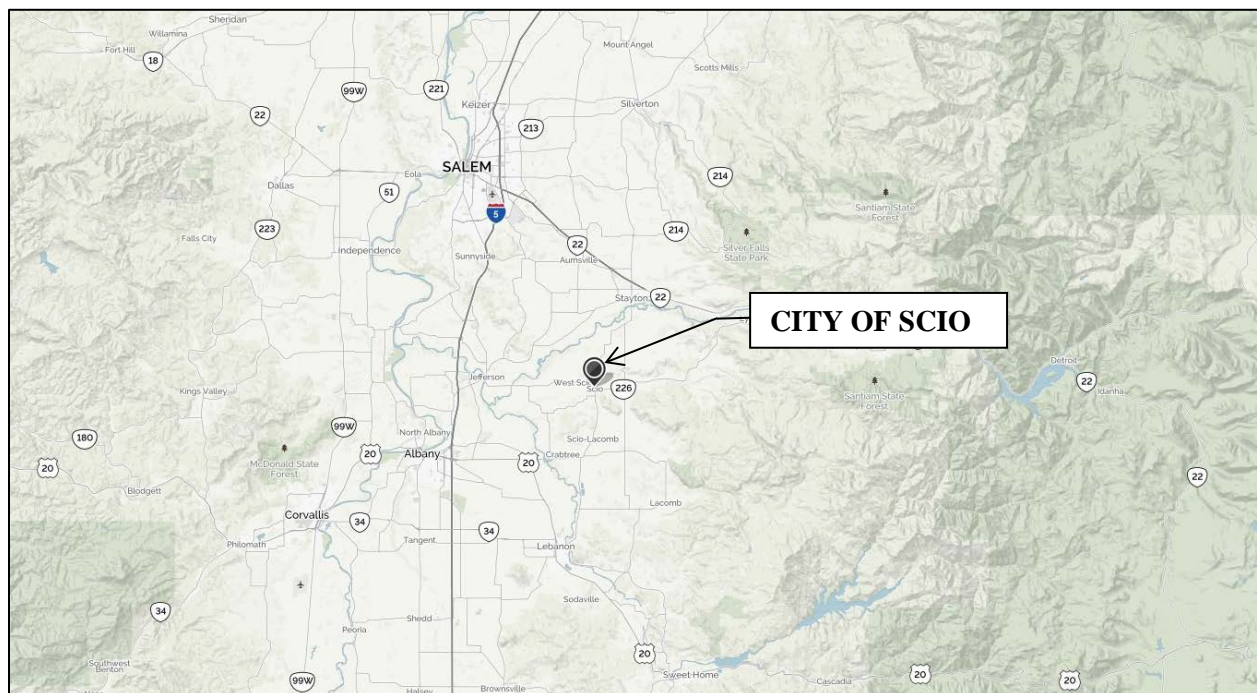 Sheridan
Willamina
Fort Hill
18
Mount Angel
Scotts Mills
99W
221
Keizer
Silverton
22
213
SALEM
Eola
214
Dallas
51
Santiam State
Forest
5
223
214
Falls City
Independence
22
Silver Falls
State Park
Sunnyside
Aumsville
Stayton
22
CITY OF SCIO
Detroit
Jefferson
West Scio
Scio
226
22
Idanha
Kings Valley
Santiam State
Forest
99W
North Albany
180
Scio-Lacomb
20
McDonald State
Forest
20
Albany
Crabtree
20
22
Blodgett
Lacomb
Corvallis
34
34
Tangent
Philomath
Lebanon
Sodaville
34
Shedd
Peoria
20
Southwest
Benton
Sweet Home
99W
Cascadia
20
20
Halsey
Brownsville